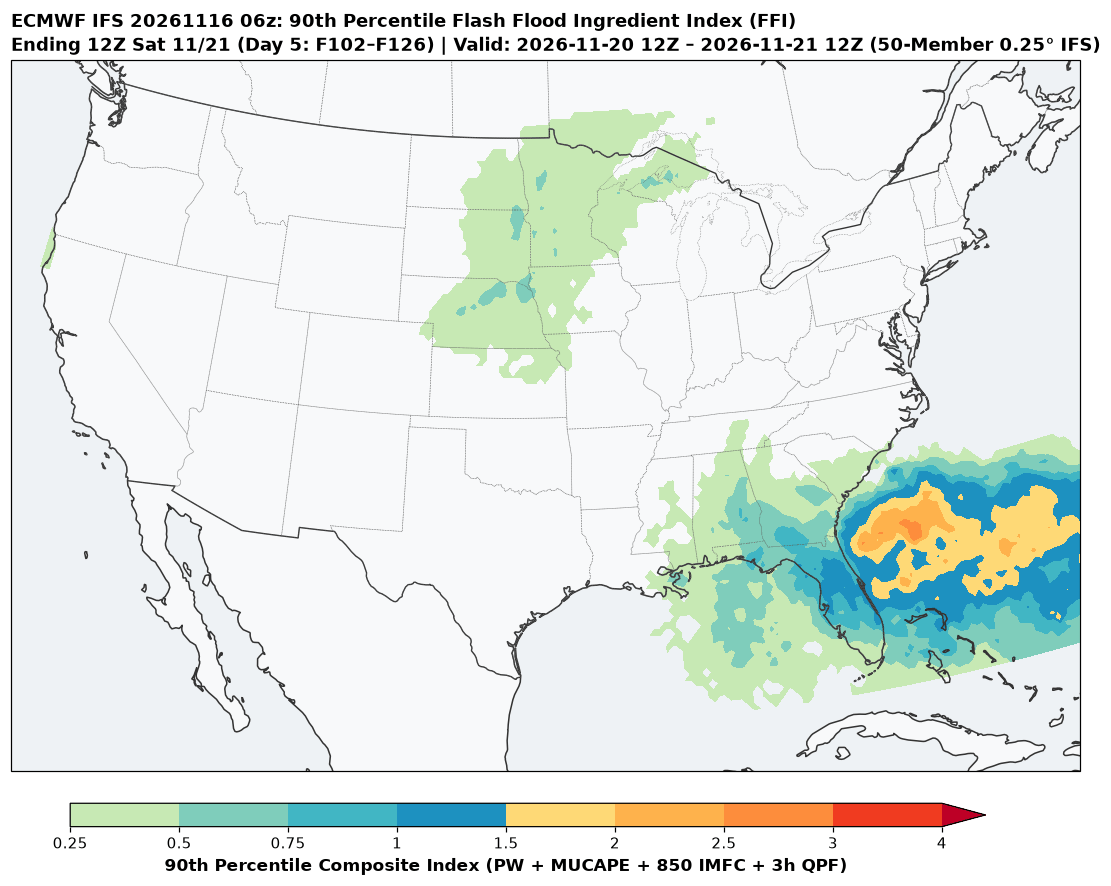 ECMWF IFS 20261116 06z: 90th Percentile Flash Flood Ingredient Index (FFI)
Ending 12Z Sat 11/21 (Day 5: F102–F126) | Valid: 2026-11-20 12Z – 2026-11-21 12Z (50-Member 0.25° IFS)
0.25 0.5 0.75 1 1.5 2 2.5 3 4
90th Percentile Composite Index (PW + MUCAPE + 850 IMFC + 3h QPF)